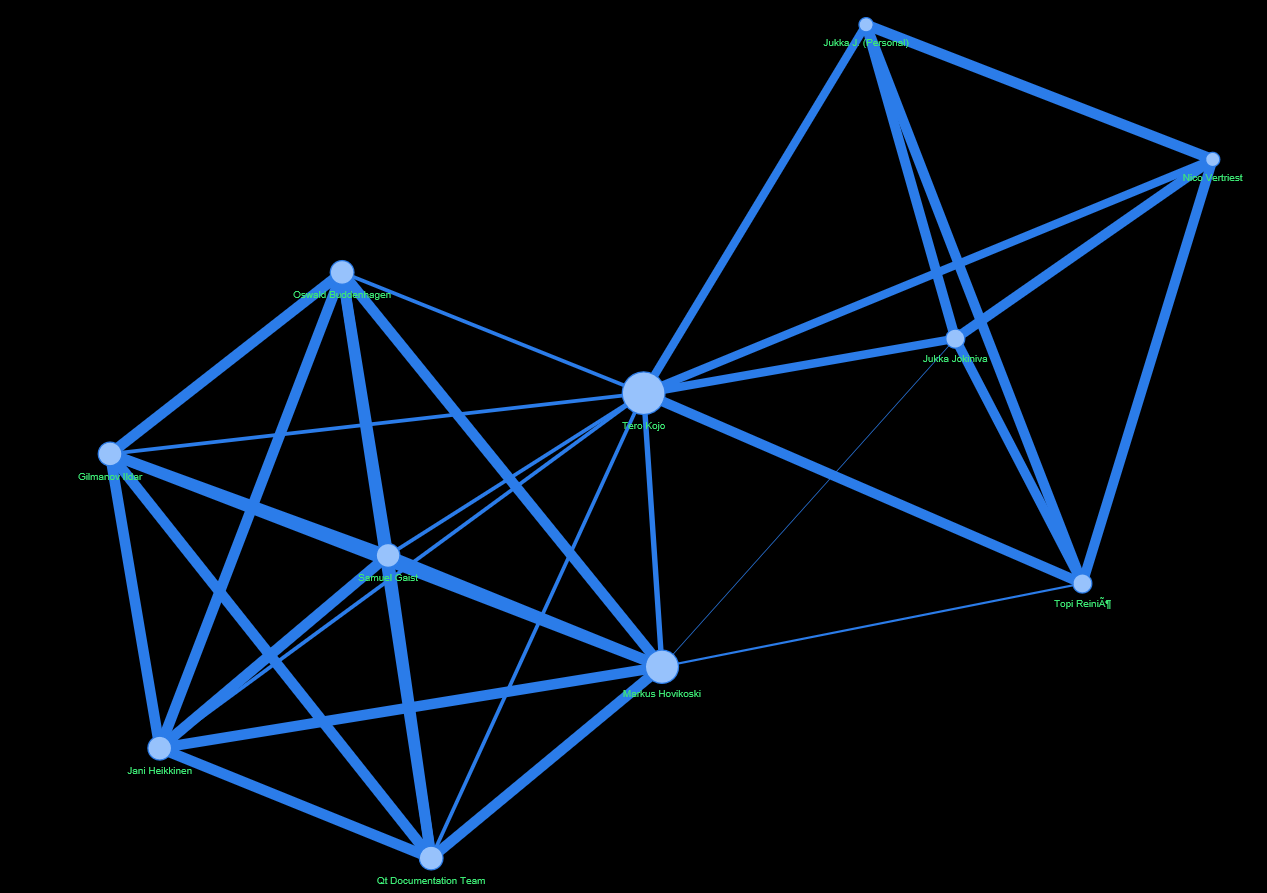 Jukka J. (Personal)
Nico Vertriest
Oswald Buddenhagen
Jukka Jokiniva
Tero Kojo
Gilmanov Ildar
Samuel Gaist
Topi ReiniÃ¶
Markus Hovikoski
Jani Heikkinen
Qt Documentation Team